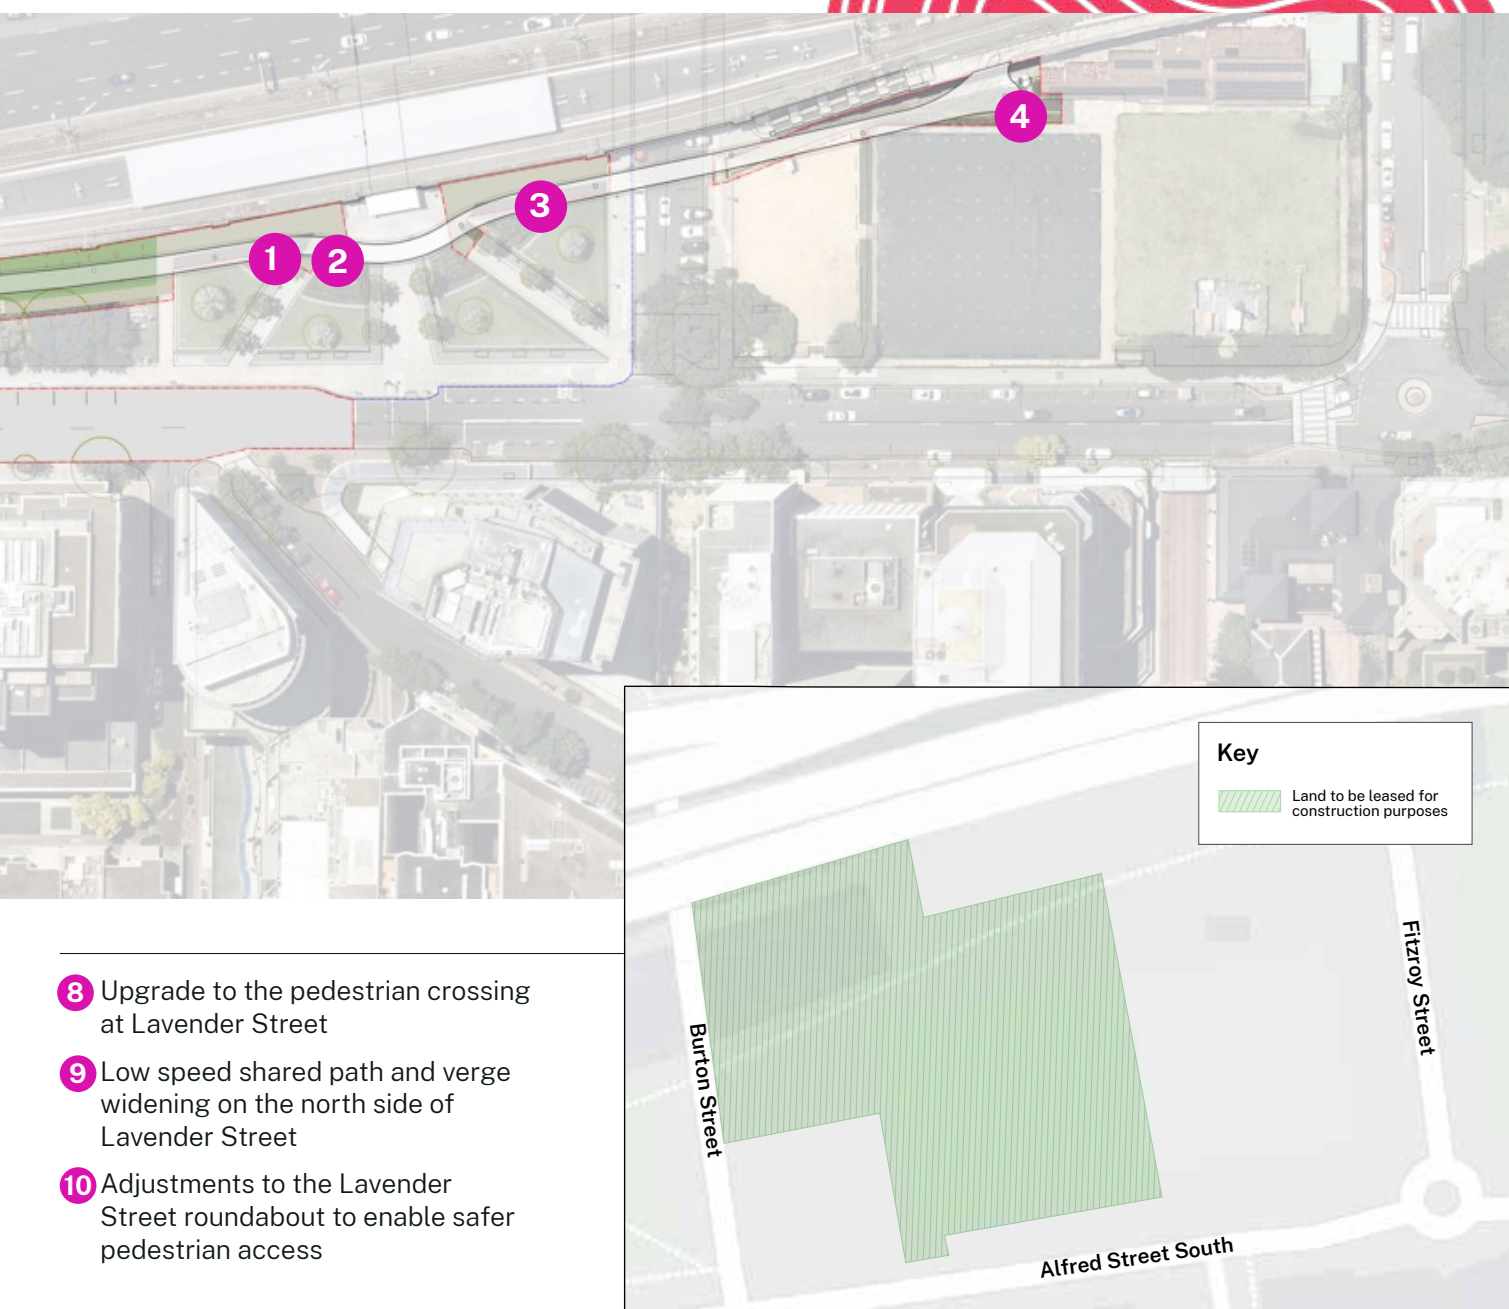 4
3
1
2
Key
Land to be leased for
construction purposes
Burton Street
Fitzroy Street
Alfred Street South
8 Upgrade to the pedestrian crossing
at Lavender Street
9 Low speed shared path and verge
widening on the north side of
Lavender Street
10 Adjustments to the Lavender
Street roundabout to enable safer
pedestrian access